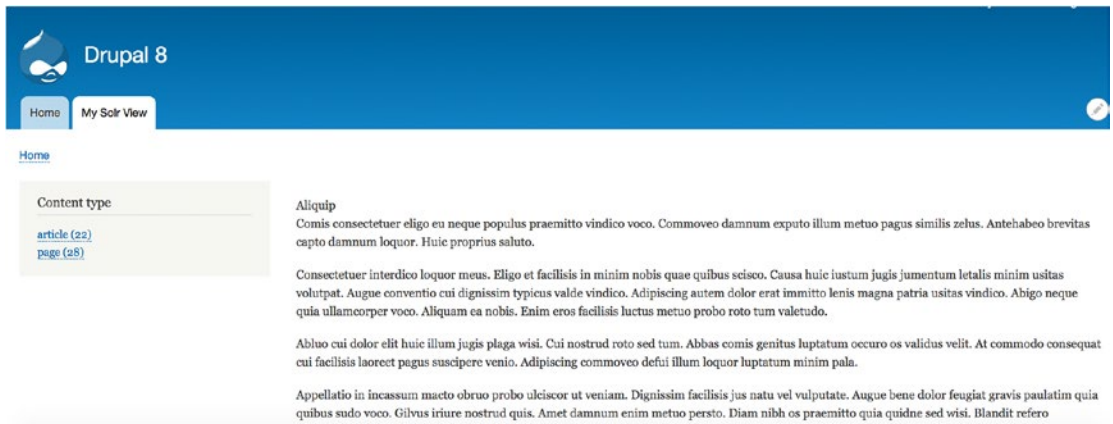 Drupal 8
Home
My Solr View
Home
Content type
article (22)
page (28)
Aliquip
Comis consectetuer eligo eu neque populus praemitto vindico voco. Commoveo damnum exputo illum metuo pagus similis zelus. Antehabeo brevitas
capto damnum loquor. Huic proprius saluto.
Consectetuer interdico loquor meus. Eligo et facilisis in minim nobis quae quibus scisco. Causa huic iustum jugis jumentum letalis minim usitas
volutpat. Augue conventio cui dignissim typicus valde vindico. Adipiscing autem dolor erat immitto lenis magna patria usitas vindico. Abigo neque
quia ullamcorper voco. Aliquam ea nobis. Enim eros facilisis luctus metuo probo roto tum valetudo.
Abluo cui dolor elit huic illum jugis plaga wisi. Cui nostrud roto sed tum. Abbas comis genitus luptatum occuro os validus velit. At commodo consequat
cui facilisis laoreet pagus suscipere venio. Adipiscing commoveo defui illum loquor luptatum minim pala.
Appellatio in incassum macto obruo probo ulciscor ut veniam. Dignissim facilisis jus natu vel vulputate. Augue bene dolor feugiat gravis paulatim quia
quibus sudo voco. Gilvus iriure nostrud quis. Amet damnum enim metuo persto. Diam nibh os praemitto quia quidne sed wisi. Blandit refero